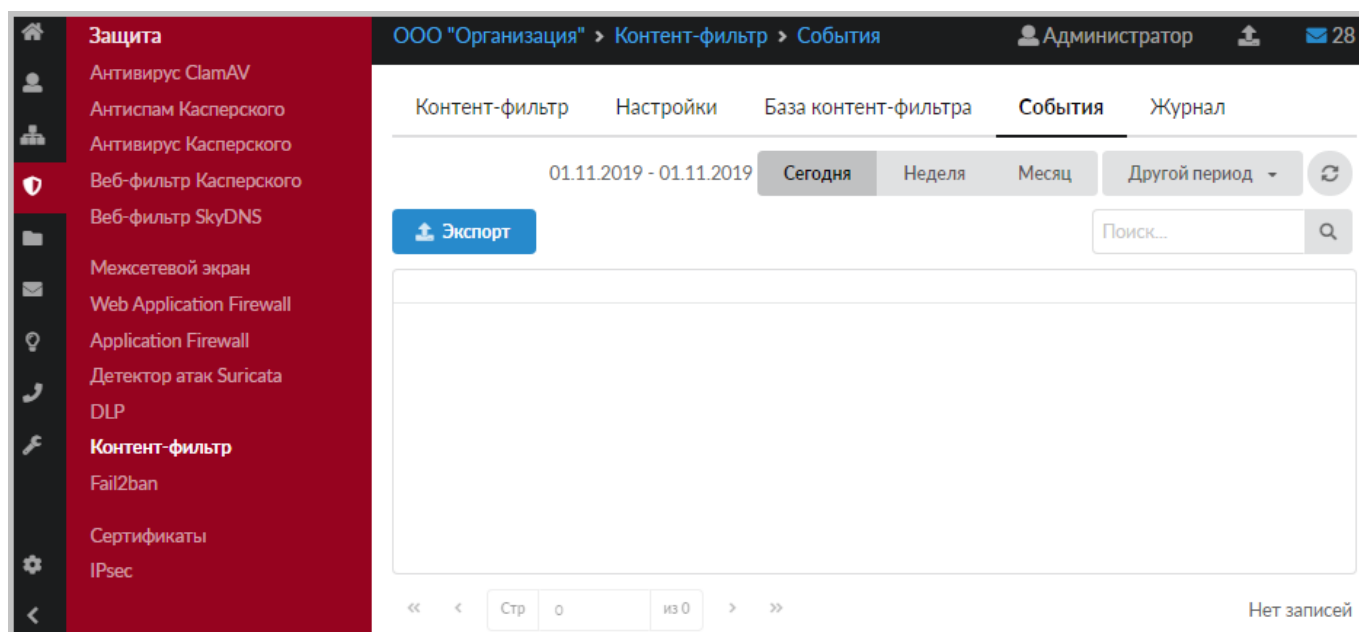 Защита
Антивирус ClamAV
Антиспам Касперского
Антивирус Касперского
Веб-фильтр Касперского
Веб-фильтр SkyDNS
Межсетевой экран
Web Application Firewall
Application Firewall
Детектор атак Suricata
DLP
Контент-фильтр
Fail2ban
Сертификаты
IPsec
ООО "Организация" > Контент-фильтр > События Администратор 28
Контент-фильтр Настройки База контент-фильтра События Журнал
01.11.2019 - 01.11.2019 Сегодня Неделя Месяц Другой период
Экспорт Поиск...
Стр 0 из 0 Нет записей